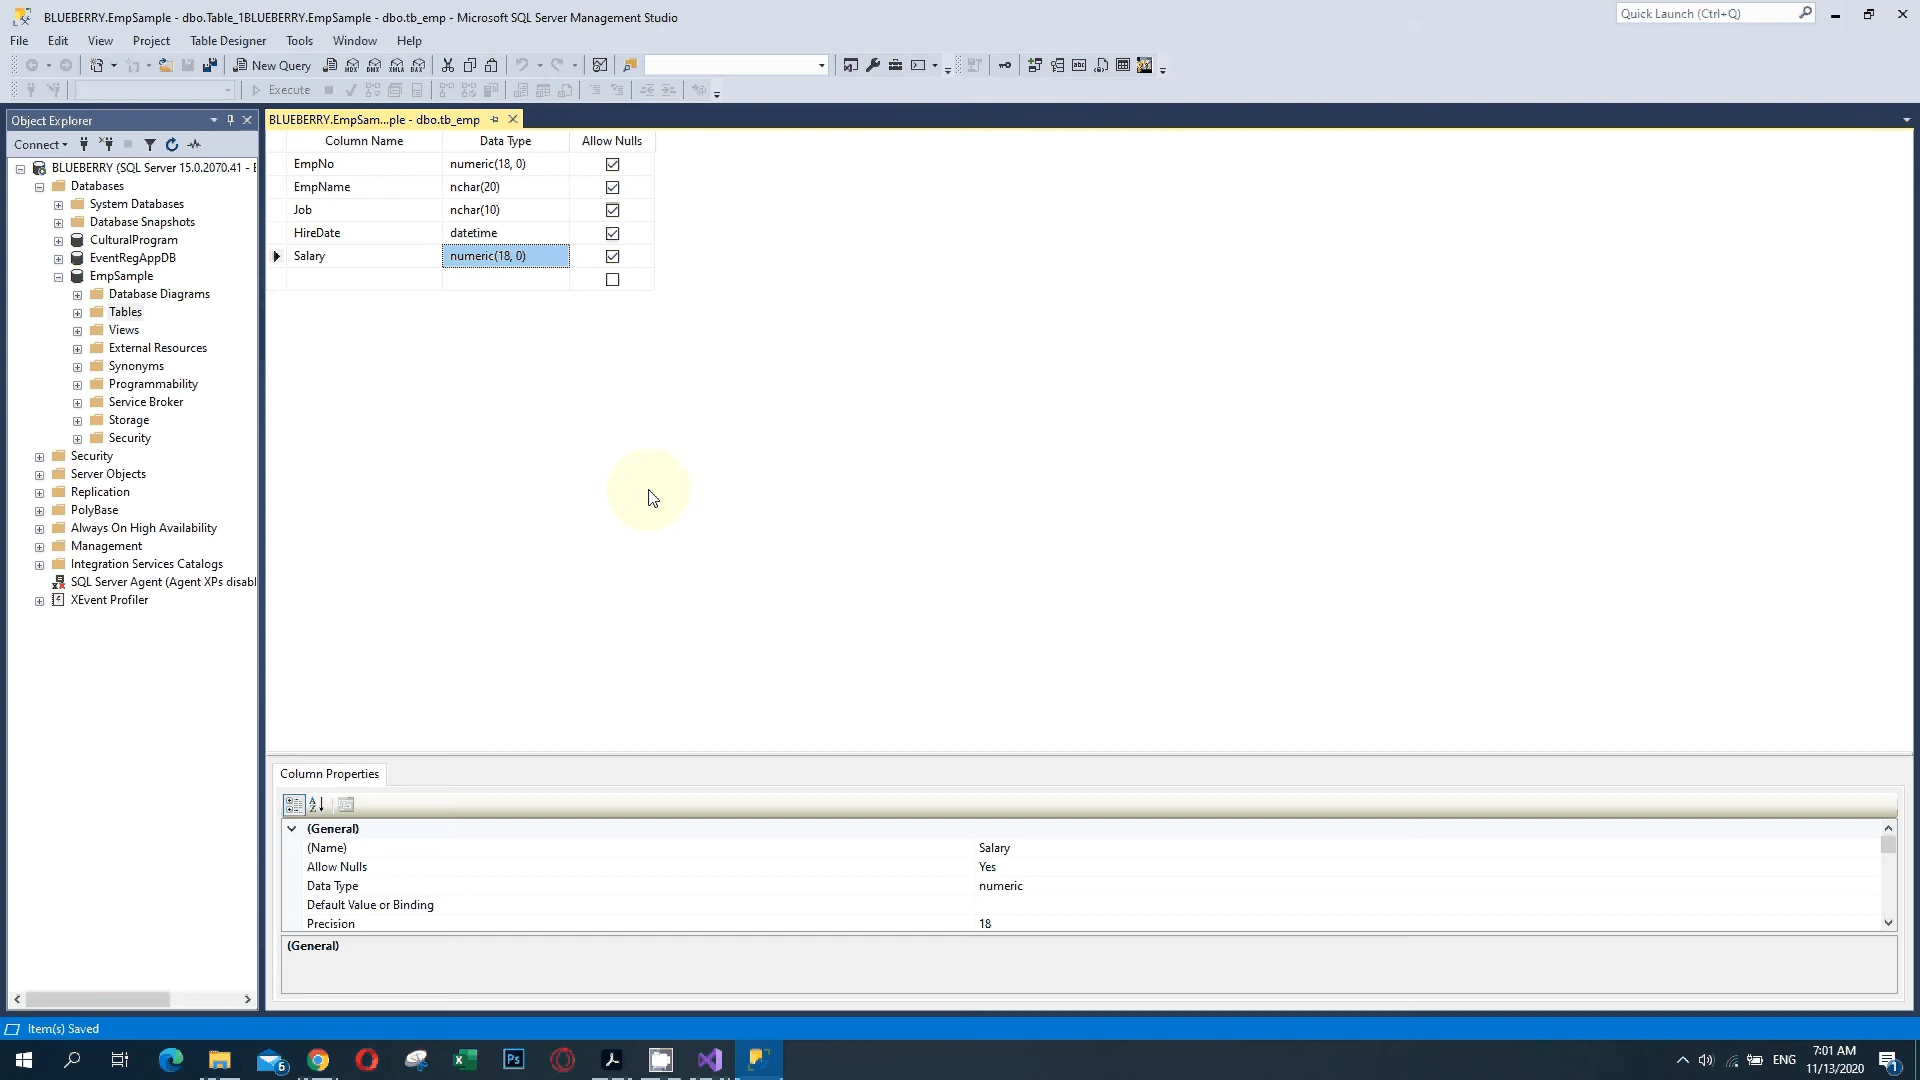 BLUEBERRY.EmpSample - dbo.Table_1BLUEBERRY.EmpSample - dbo.tb_emp - Microsoft SQL Server Management Studio
Quick Launch (Ctrl+Q)
File Edit View Project Table Designer Tools Window Help
New Query
Execute
Object Explorer
BLUEBERRY.EmpSam...ple - dbo.tb_emp
Connect
Column Name Data Type Allow Nulls
EmpNo numeric(18, 0)
EmpName nchar(20)
Job nchar(10)
HireDate datetime
Salary numeric(18, 0)
BLUEBERRY (SQL Server 15.0.2070.41 -
Databases
System Databases
Database Snapshots
CulturalProgram
EventRegAppDB
EmpSample
Database Diagrams
Tables
Views
External Resources
Synonyms
Programmability
Service Broker
Storage
Security
Security
Server Objects
Replication
PolyBase
Always On High Availability
Management
Integration Services Catalogs
SQL Server Agent (Agent XPs disabl
XEvent Profiler
Column Properties
(General)
(Name) Salary
Allow Nulls Yes
Data Type numeric
Default Value or Binding
Precision 18
(General)
Item(s) Saved
6
Ps
ENG
7:01 AM
11/13/2020
1